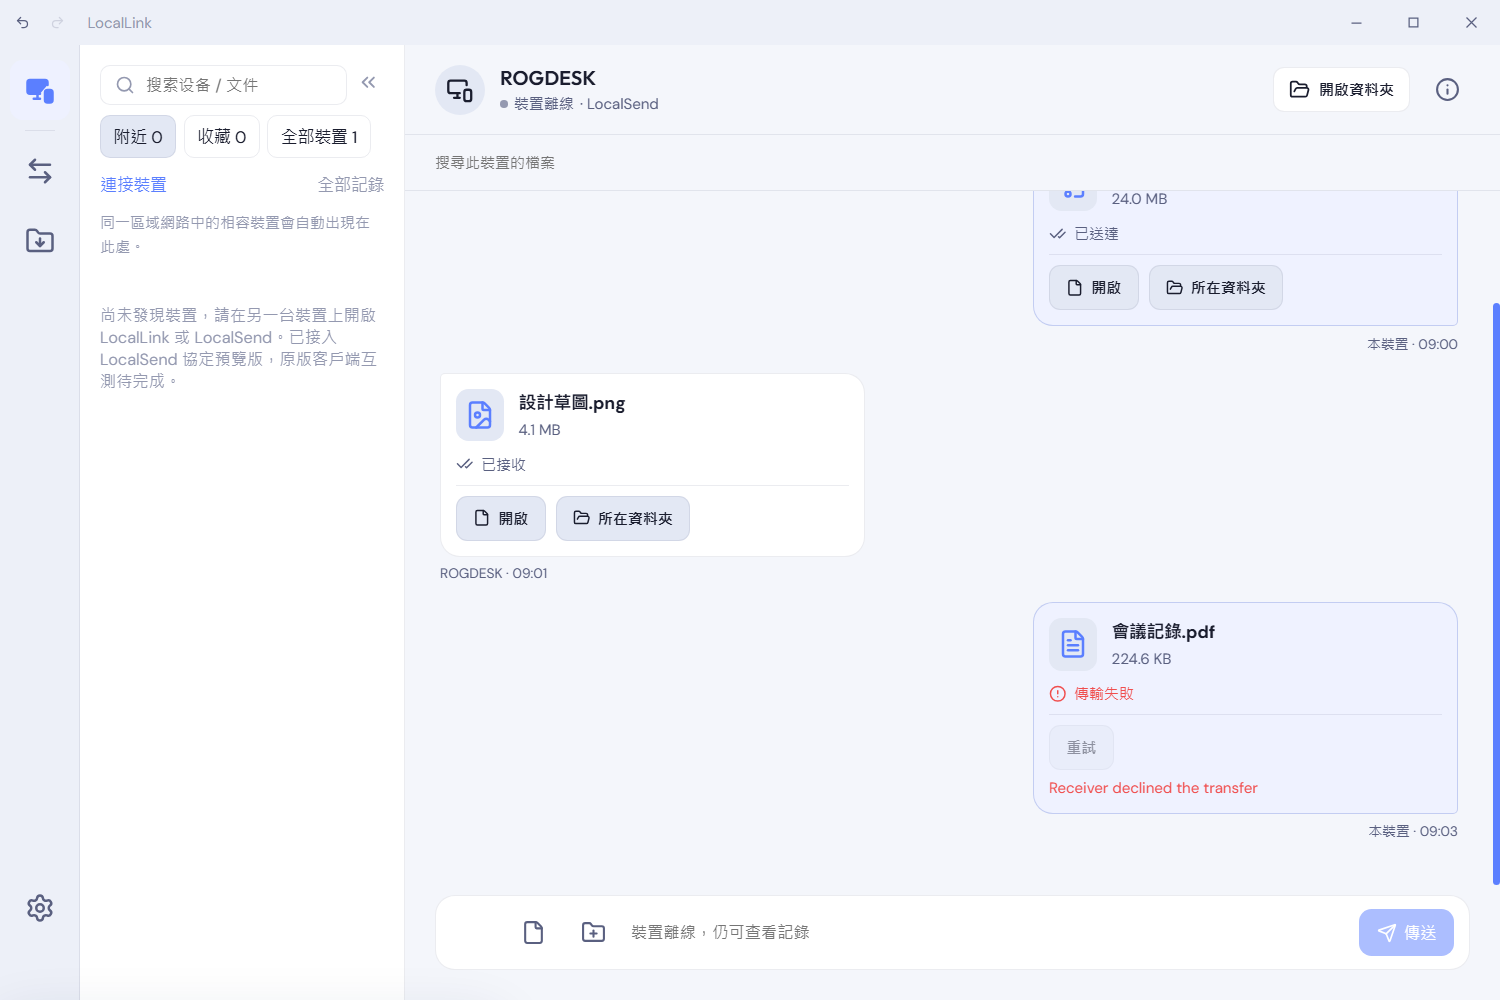 LocalLink
搜索设备 / 文件
附近 0
收藏 0
全部裝置 1
連接裝置
全部記錄
同一區域網路中的相容裝置會自動出現在
此處。
尚未發現裝置，請在另一台裝置上開啟
LocalLink 或 LocalSend。已接入
LocalSend 協定預覽版，原版客戶端互
測待完成。
ROGDESK
裝置離線 · LocalSend
開啟資料夾
搜尋此裝置的檔案
24.0 MB
已送達
開啟
所在資料夾
本裝置 · 09:00
設計草圖.png
4.1 MB
已接收
開啟
所在資料夾
ROGDESK · 09:01
會議記錄.pdf
224.6 KB
傳輸失敗
重試
Receiver declined the transfer
本裝置 · 09:03
裝置離線，仍可查看記錄
傳送